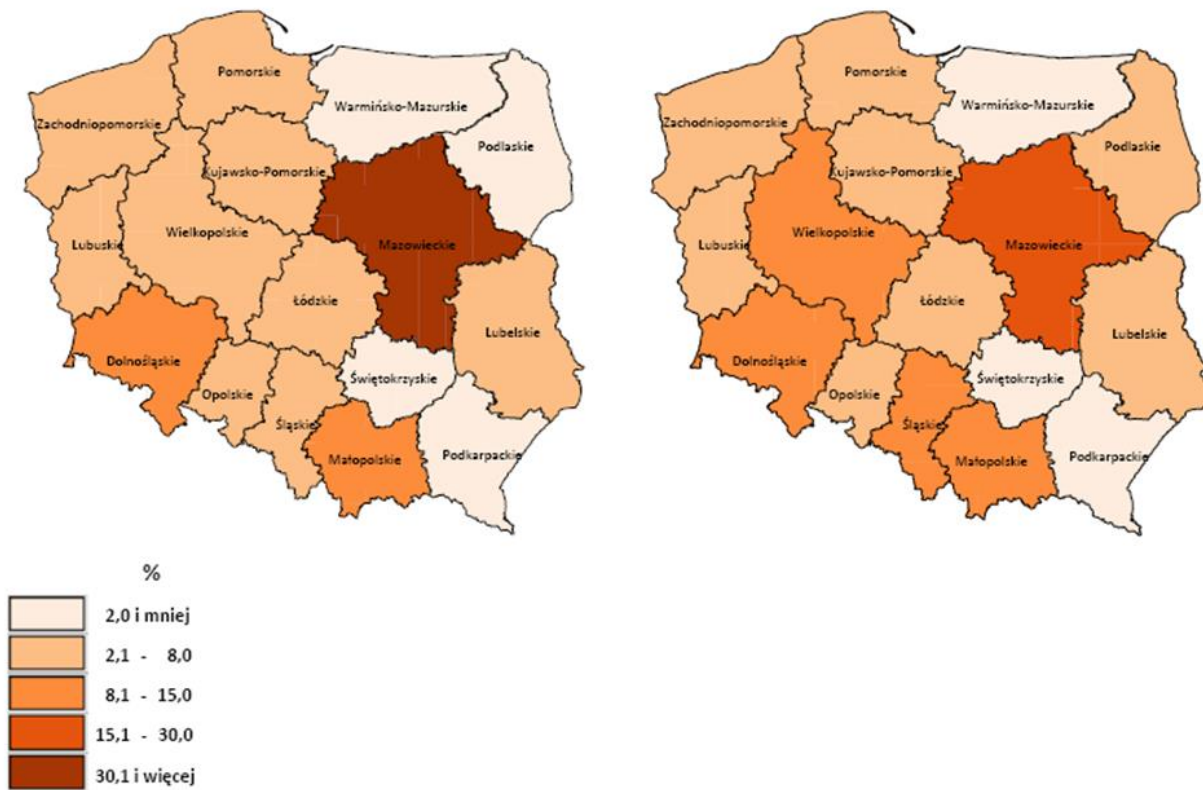 Pomorskie
Warmińsko-Mazurskie
Zachodniopomorskie
Podlaskie
Kujawsko-Pomorskie
Lubuskie
Wielkopolskie
Mazowieckie
Łódzkie
Lubelskie
Dolnośląskie
Świętokrzyskie
Opolskie
Śląskie
Małopolskie
Podkarpackie
Pomorskie
Warmińsko-Mazurskie
Zachodniopomorskie
Podlaskie
Kujawsko-Pomorskie
Wielkopolskie
Lubuskie
Mazowieckie
Łódzkie
Lubelskie
Dolnośląskie
Świętokrzyskie
Opolskie
Śląskie
Małopolskie
Podkarpackie
%
2,0 i mniej
2,1 - 8,0
8,1 - 15,0
15,1 - 30,0
30,1 i więcej